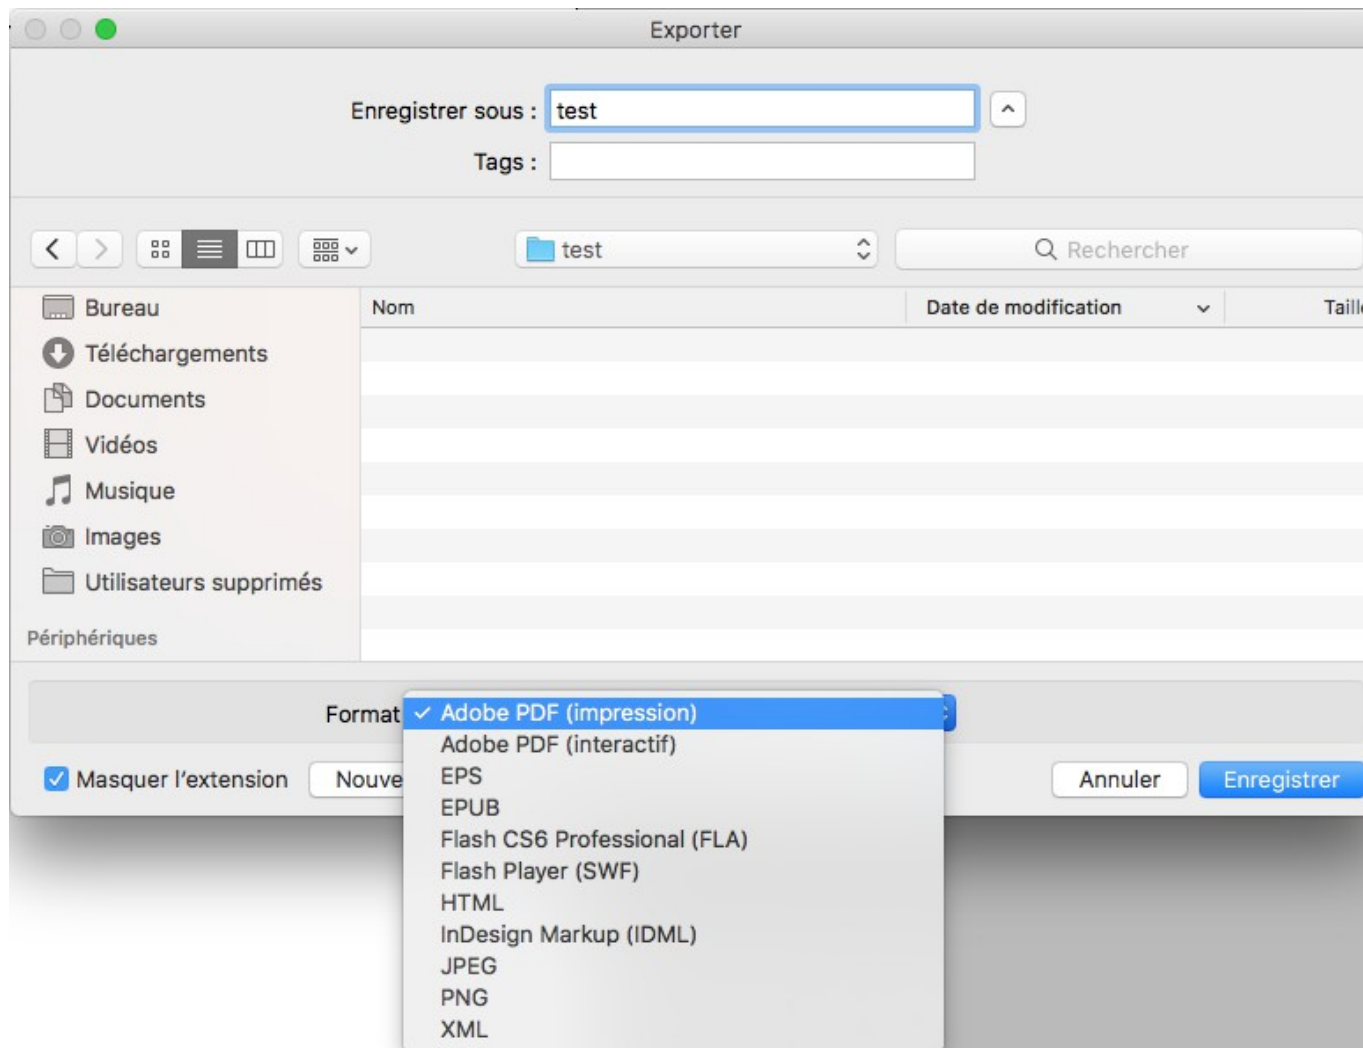 Exporter
Enregistrer sous : test
Tags :
test
Rechercher
Nom Date de modification
Bureau
Téléchargements
Documents
Vidéos
Musique
Images
Utilisateurs supprimés
Périphériques
Format ✓ Adobe PDF (impression)
Adobe PDF (interactif)
EPS
EPUB
Flash CS6 Professional (FLA)
Flash Player (SWF)
HTML
InDesign Markup (IDML)
JPEG
PNG
XML
Masquer l'extension Annuler Enregistrer